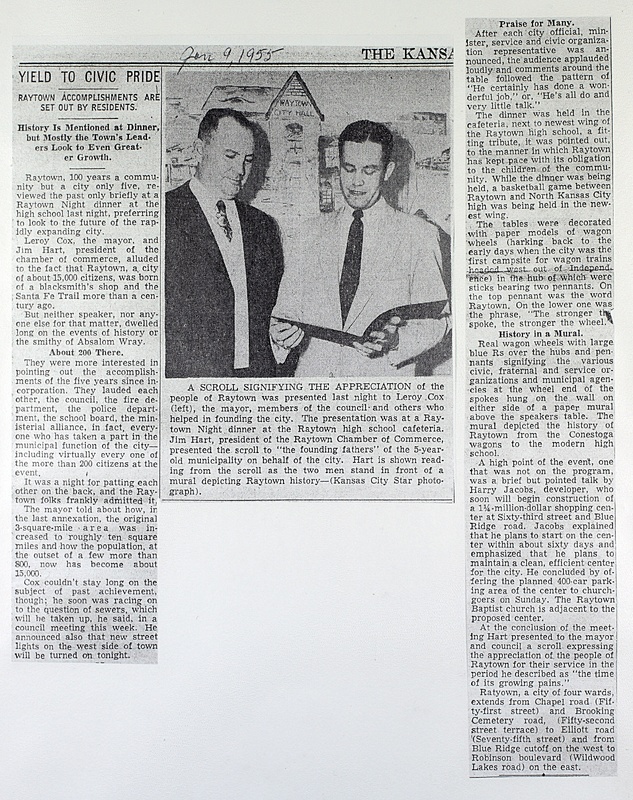 Jan 9, 1955
THE KANSA
YIELD TO CIVIC PRIDE
RAYTOWN ACCOMPLISHMENTS ARE
SET OUT BY RESIDENTS.
History Is Mentioned at Dinner,
but Mostly the Town's Lead-
ers Look to Even Great-
er Growth.
Raytown, 100 years a commu-
nity but a city only five, re-
viewed the past only briefly at a
Raytown Night dinner at the
high school last night, preferring
to look to the future of the rap-
idly expanding city.
Leroy Cox, the mayor, and
Jim Hart, president of the
chamber of commerce, alluded
to the fact that Raytown, a city
of about 15,000 citizens, was born
of a blacksmith's shop and the
Santa Fe Trail more than a cen-
tury ago.
But neither speaker, nor any-
one else for that matter, dwelled
long on the events of history or
the smithy of Absalom Wray.
About 200 There.
They were more interested in
pointing out the accomplish-
ments of the five years since in-
corporation. They lauded each
other, the council, the fire de-
partment, the police depart-
ment, the school board, the min-
isterial alliance, in fact, every-
one who has taken a part in the
municipal function of the city—
including virtually every one of
the more than 200 citizens at the
event.
It was a night for patting each
other on the back, and the Ray-
town folks frankly admitted it.
The mayor told about how, in
the last annexation, the original
3-square-mile area was in-
creased to roughly ten square
miles and how the population, at
the outset of a few more than
800, now has become about
15,000.
Cox couldn't stay long on the
subject of past achievement,
though; he soon was racing on
to the question of sewers, which
will be taken up, he said, in a
council meeting this week. He
announced also that new street
lights on the west side of town
will be turned on tonight.
RAYTOWN
CITY HALL
A SCROLL SIGNIFYING THE APPRECIATION of the
people of Raytown was presented last night to Leroy Cox
(left), the mayor, members of the council and others who
helped in founding the city. The presentation was at a Ray-
town Night dinner at the Raytown high school cafeteria.
Jim Hart, president of the Raytown Chamber of Commerce,
presented the scroll to "the founding fathers" of the 5-year-
old municipality on behalf of the city. Hart is shown read-
ing from the scroll as the two men stand in front of a
mural depicting Raytown history—(Kansas City Star photo-
graph).
Praise for Many.
After each city official, min-
ister, service and civic organiza-
tion representative was an-
nounced, the audience applauded
loudly and comments around the
table followed the pattern of
"He certainly has done a won-
derful job," or, "He's all do and
very little talk."
The dinner was held in the
cafeteria, next to newest wing of
the Raytown high school, a fit-
ting tribute, it was pointed out,
to the manner in which Raytown
has kept pace with its obligation
to the children of the commu-
nity. While the dinner was being
held, a basketball game between
Raytown and North Kansas City
high was being held in the new-
est wing.
The tables were decorated
with paper models of wagon
wheels (harking back to the
early days when the city was the
first campsite for wagon trains
headed west out of Independ-
ence) in the hub of which were
sticks bearing two pennants. On
the top pennant was the word
Raytown. On the lower one was
the phrase, "The stronger the
spoke, the stronger the wheel."
History in a Mural.
Real wagon wheels with large
blue Rs over the hubs and pen-
nants signifying the various
civic, fraternal and service or-
ganizations and municipal agen-
cies at the wheel end of the
spokes hung on the wall on
either side of a paper mural
above the speakers table. The
mural depicted the history of
Raytown from the Conestoga
wagons to the modern high
school.
A high point of the event, one
that was not on the program,
was a brief but pointed talk by
Harry Jacobs, developer, who
soon will begin construction of
a 1¼-million-dollar shopping cen-
ter at Sixty-third street and Blue
Ridge road. Jacobs explained
that he plans to start on the cen-
ter within about sixty days and
emphasized that he plans to
maintain a clean, efficient center
for the city. He concluded by of-
fering the planned 400-car park-
ing area of the center to church-
goers on Sunday. The Raytown
Baptist church is adjacent to the
proposed center.
At the conclusion of the meet-
ing Hart presented to the mayor
and council a scroll expressing
the appreciation of the people of
Raytown for their service in the
period he described as "the time
of its growing pains."
Ratyown, a city of four wards,
extends from Chapel road (Fif-
ty-first street) and Brooking
Cemetery road, (Fifty-second
street terrace) to Elliott road
(Seventy-fifth street) and from
Blue Ridge cutoff on the west to
Robinson boulevard (Wildwood
Lakes road) on the east.